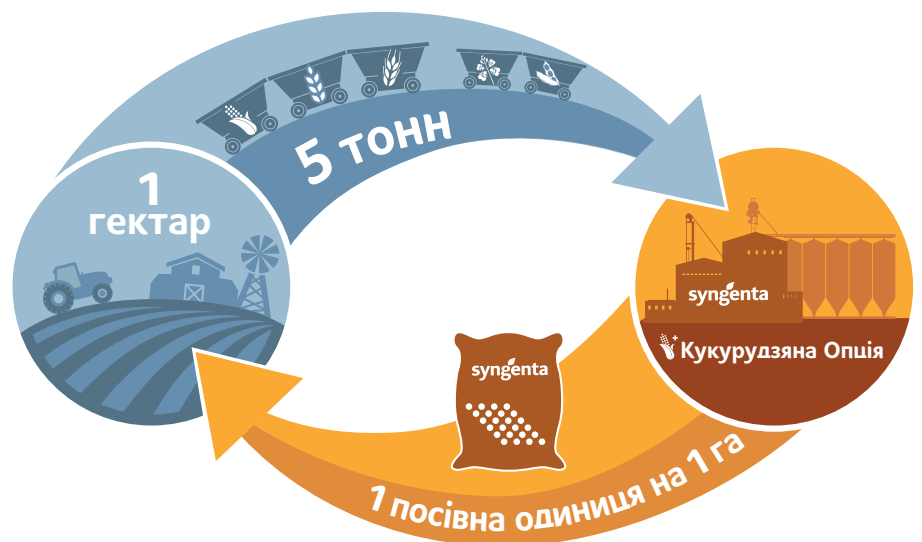 5 тонн
1
гектар
syngenta
Кукурудзяна Опція
syngenta
1 посівна одиниця на 1 га